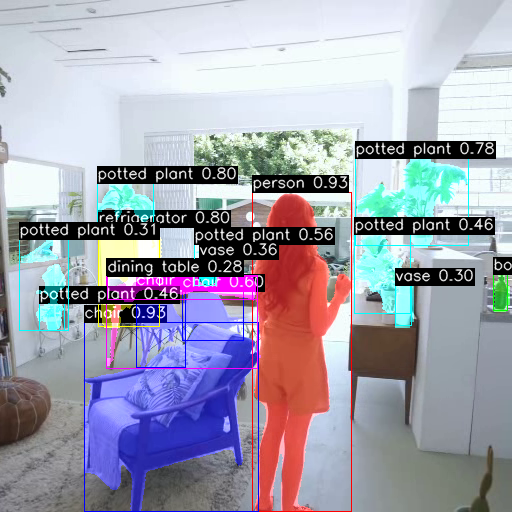 potted plant 0.78
potted plant 0.80
person 0.93
refrigerator 0.80
potted plant 0.31
potted plant 0.46
potted plant 0.56
vase 0.36
dining table 0.28
vase 0.30
bo
chair
chair 0.60
potted plant 0.46
chair 0.93